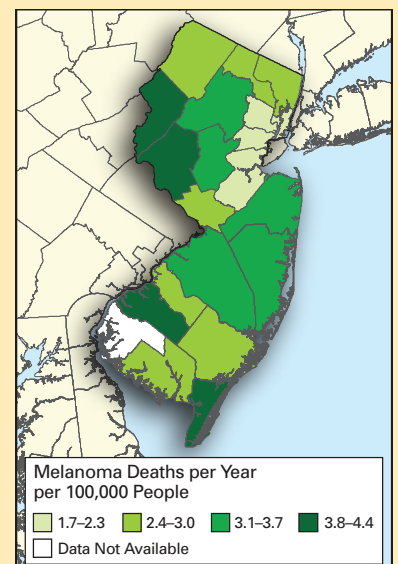 Melanoma Deaths per Year
per 100,000 People
1.7–2.3 2.4–3.0 3.1–3.7 3.8–4.4
Data Not Available